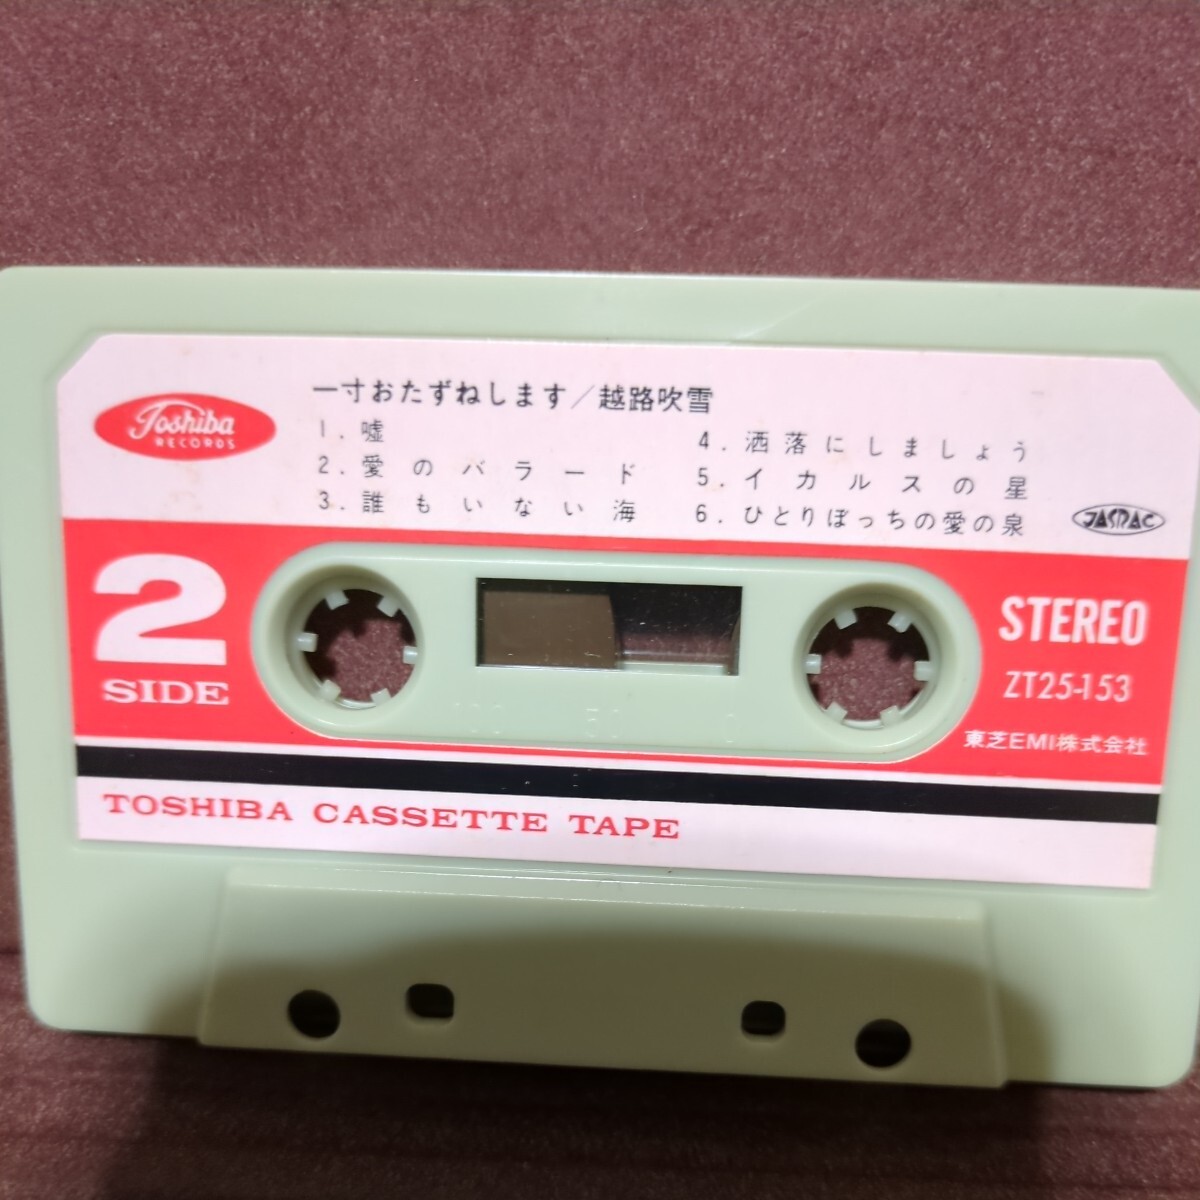 一寸おたずねします／越路吹雪
Toshiba
RECORDS
1. 嘘
2. 愛のバラード
3. 誰もいない海
4. 洒落にしましょう
5. イカルスの星
6. ひとりぼっちの愛の泉
JASRAC
2
SIDE
STEREO
ZT25-153
東芝EMI株式会社
100 50 0
TOSHIBA CASSETTE TAPE